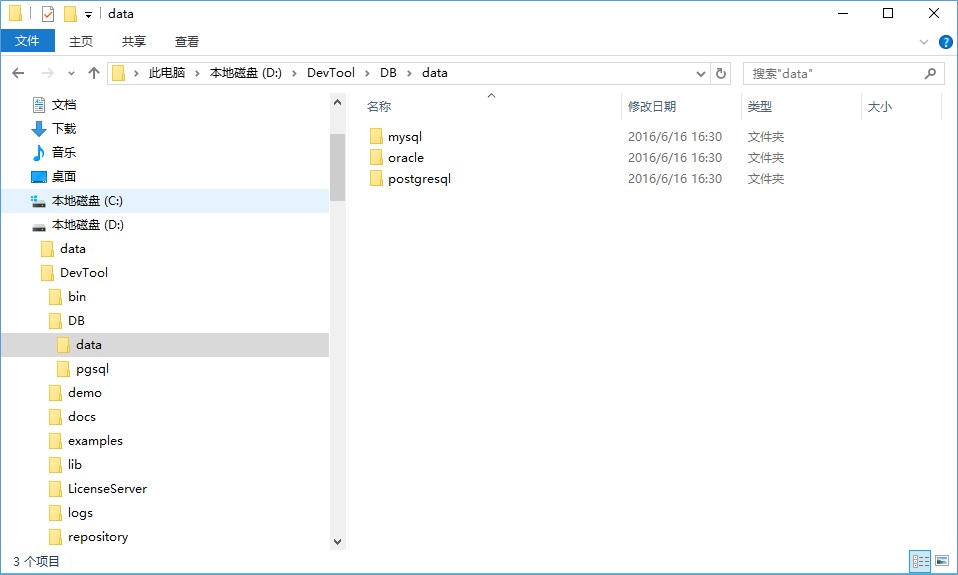 data
文件 主页 共享 查看
此电脑 本地磁盘 (D:) DevTool DB data 搜索"data"
文档
下载
音乐
桌面
本地磁盘 (C:)
本地磁盘 (D:)
data
DevTool
bin
DB
data
pgsql
demo
docs
examples
lib
LicenseServer
logs
repository
名称 修改日期 类型 大小
mysql 2016/6/16 16:30 文件夹
oracle 2016/6/16 16:30 文件夹
postgresql 2016/6/16 16:30 文件夹
3 个项目